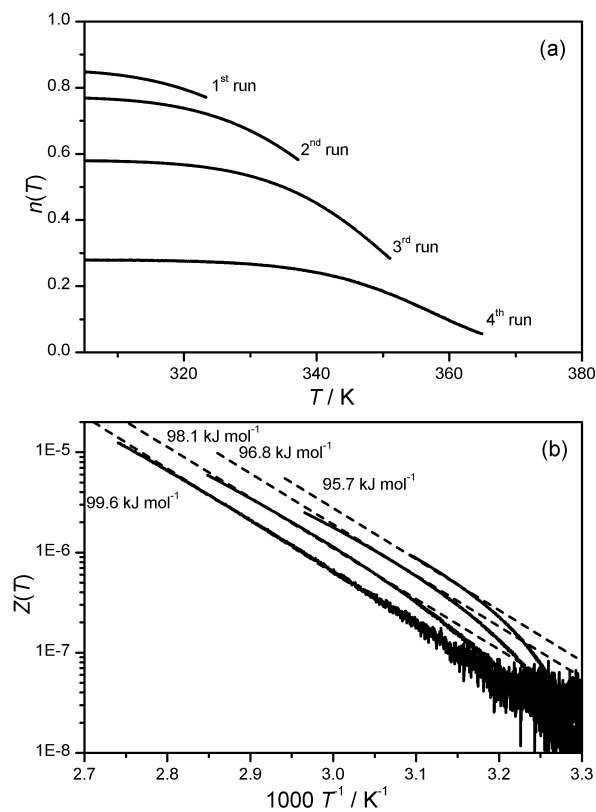 1.0
(a)
0.8
1st run
2nd run
0.6
n(T)
0.4
3rd run
0.2
4th run
0.0
320
340
360
380
T / K
1E-5
98.1 kJ mol-1
(b)
96.8 kJ mol-1
95.7 kJ mol-1
99.6 kJ mol-1
1E-6
Z(T)
1E-7
1E-8
2.7
2.8
2.9
3.0
3.1
3.2
3.3
1000 T-1 / K-1